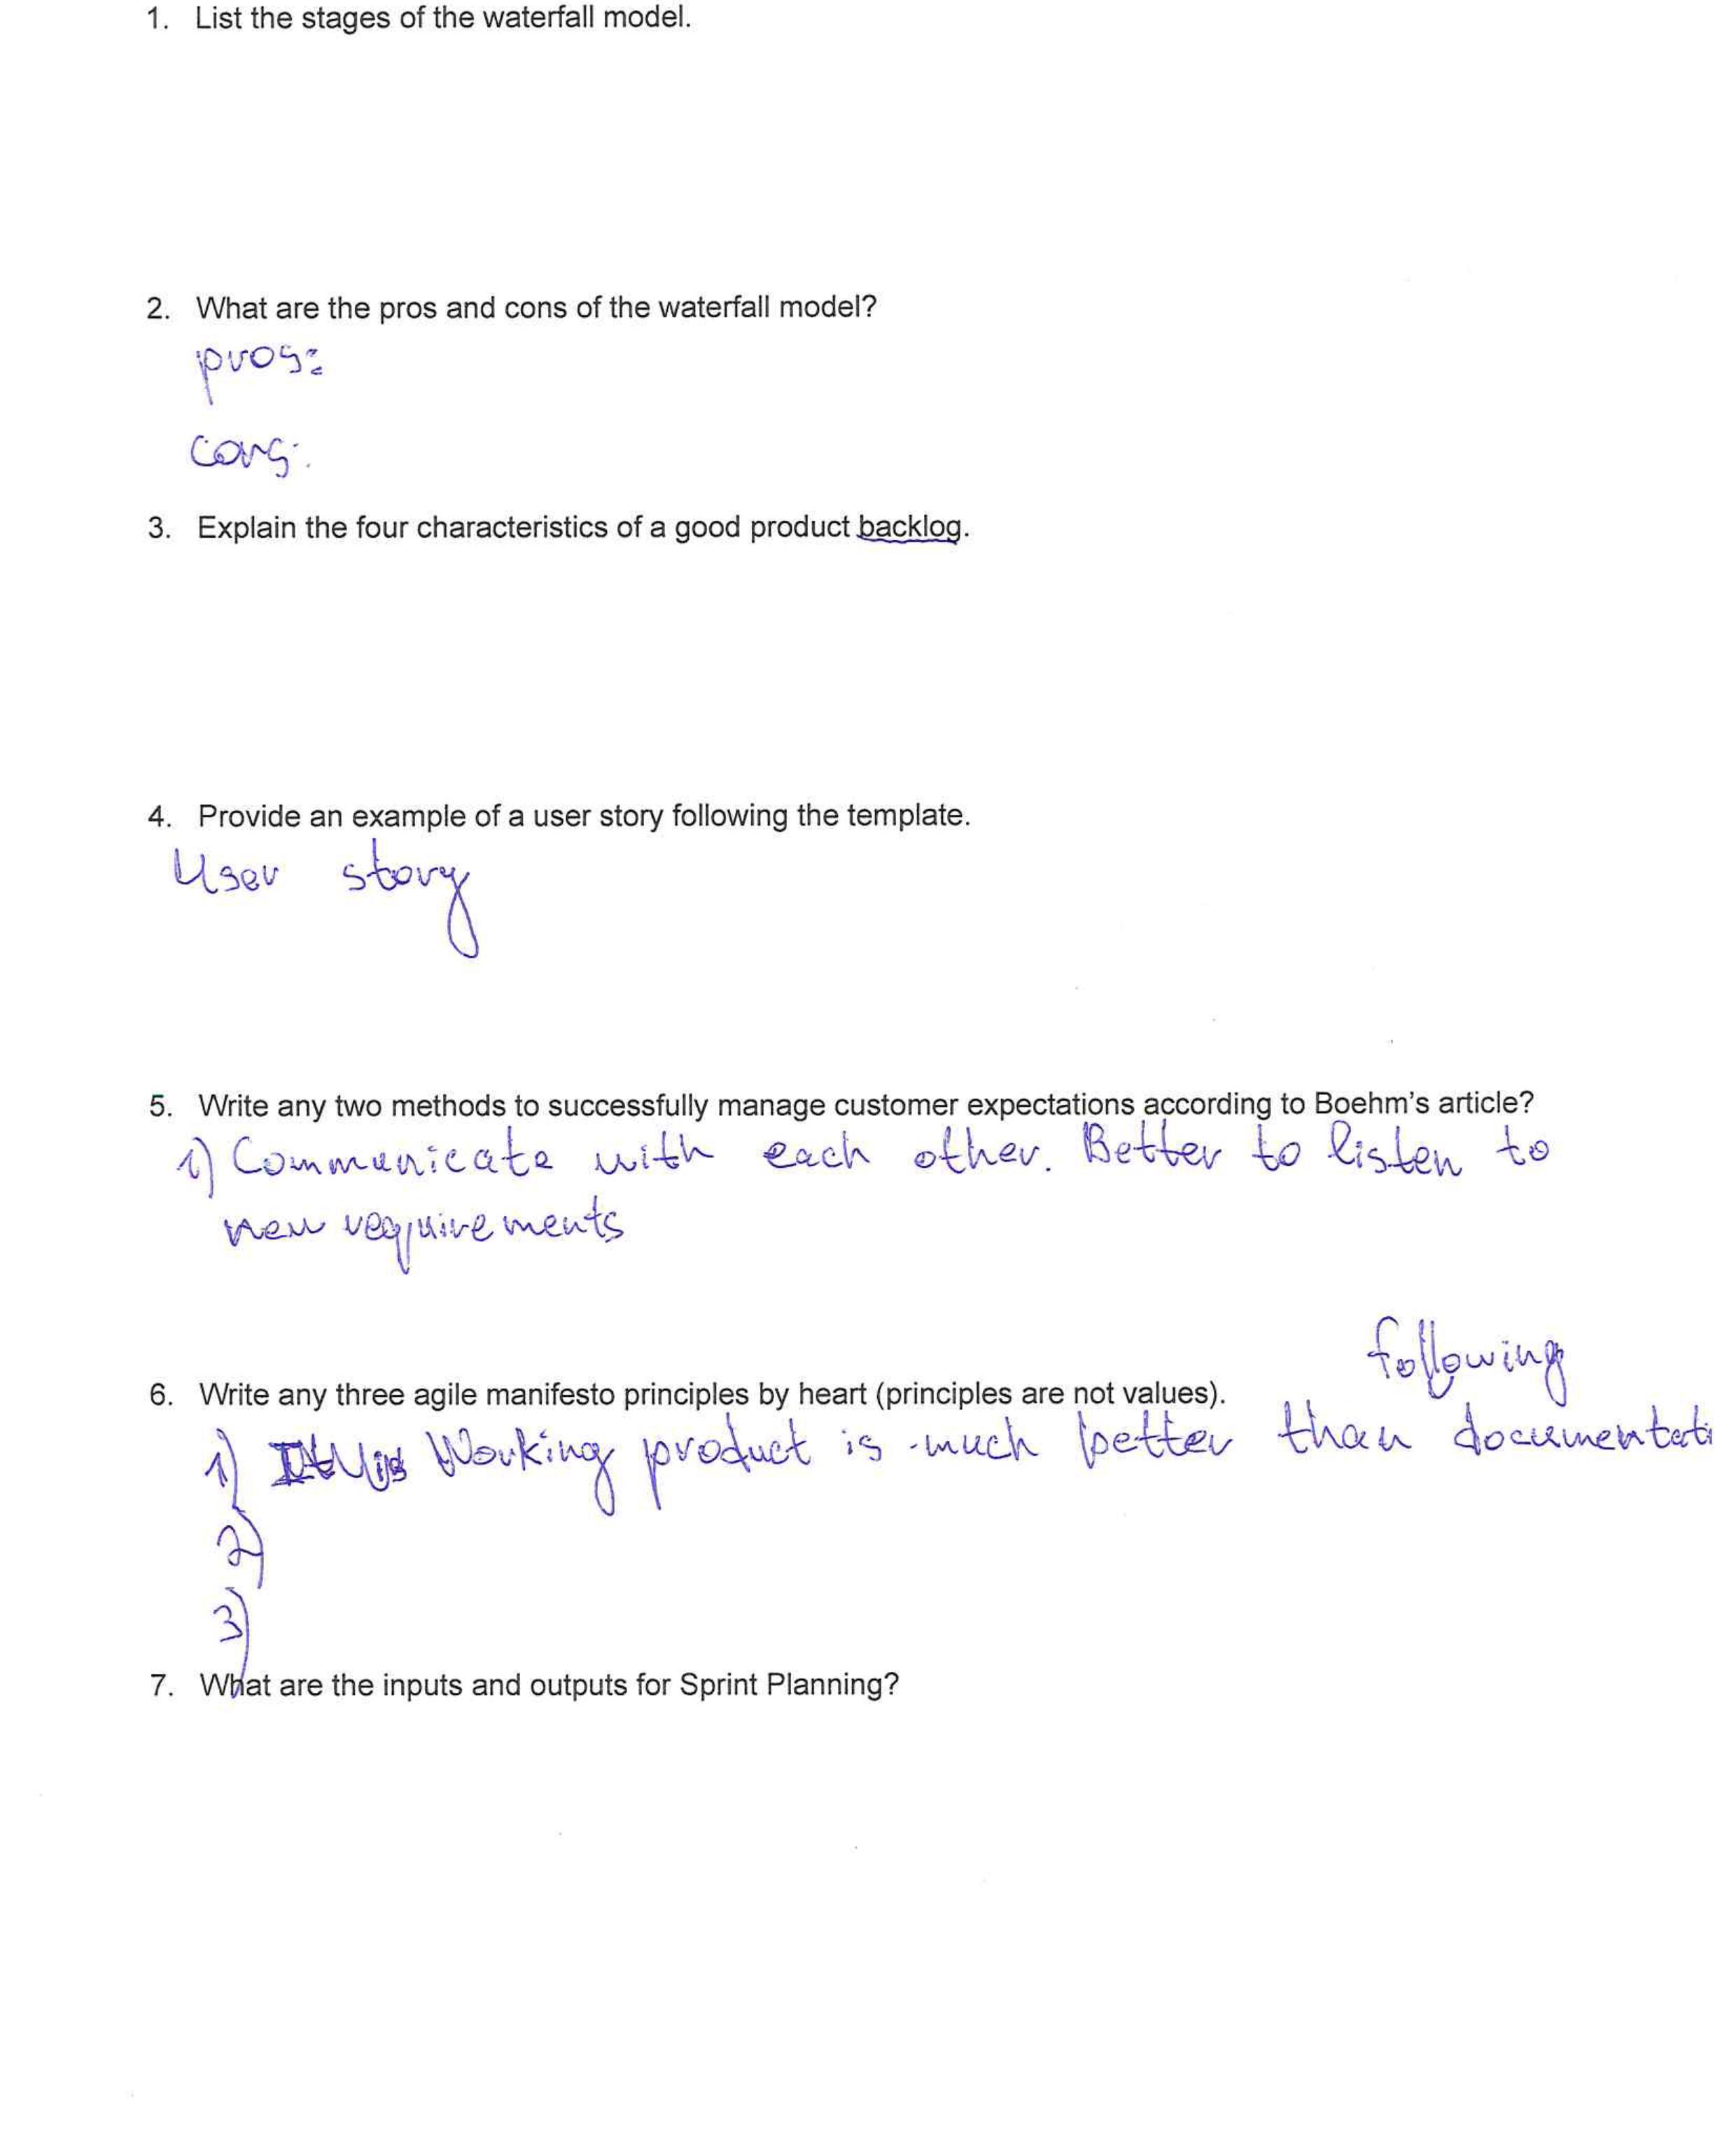 1. List the stages of the waterfall model.
2. What are the pros and cons of the waterfall model?
pros:
cons:
3. Explain the four characteristics of a good product backlog.
4. Provide an example of a user story following the template.
User story
5. Write any two methods to successfully manage customer expectations according to Boehm's article?
1) Communicate with each other. Better to listen to
new requirements
following
6. Write any three agile manifesto principles by heart (principles are not values).
1) Working product is much better than documentati
2)
3)
7. What are the inputs and outputs for Sprint Planning?